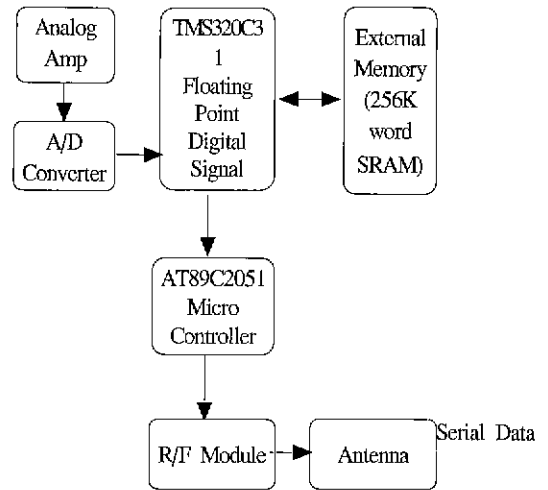 Analog
Amp
TMS320C3
1
Floating
Point
Digital
Signal
External
Memory
(256K
word
SRAM)
A/D
Converter
AT89C2051
Micro
Controller
R/F Module
Antenna
Serial Data